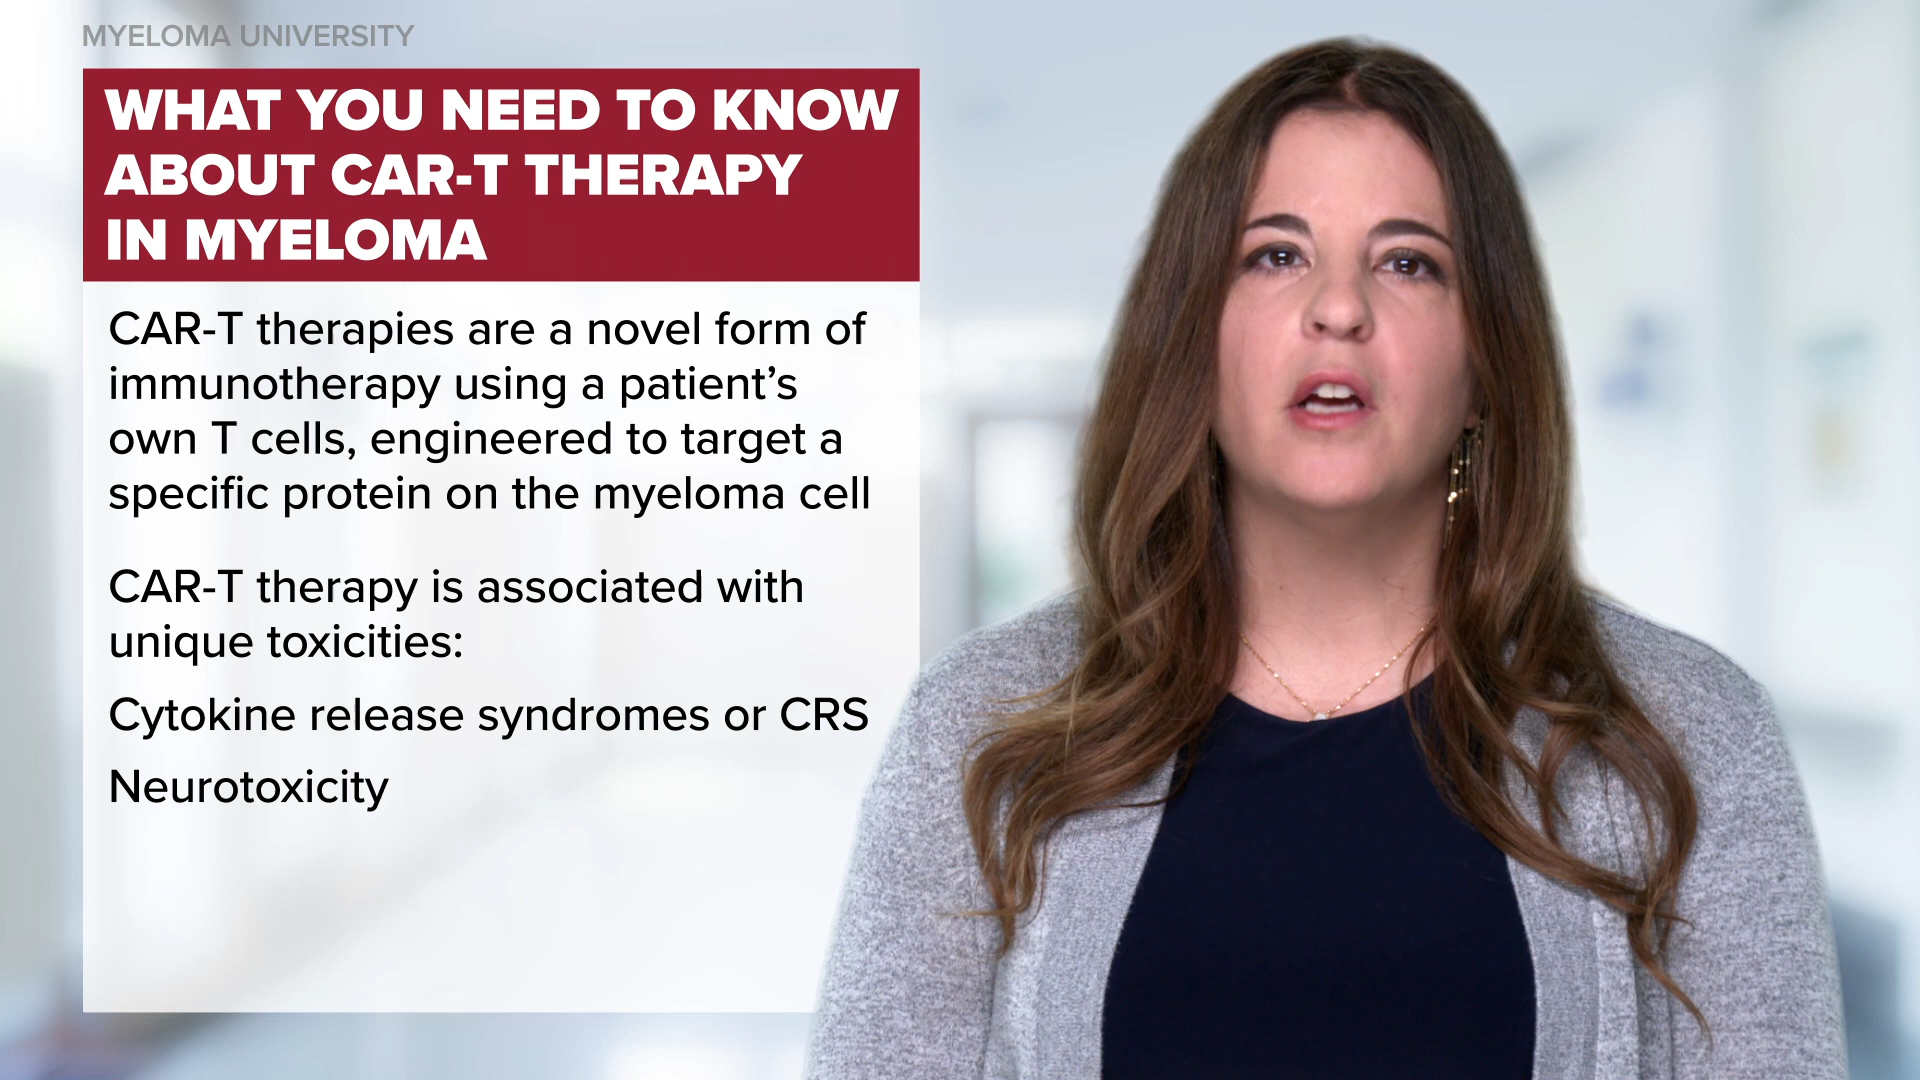 MYELOMA UNIVERSITY
WHAT YOU NEED TO KNOW
ABOUT CAR-T THERAPY
IN MYELOMA
CAR-T therapies are a novel form of
immunotherapy using a patient’s
own T cells, engineered to target a
specific protein on the myeloma cell
CAR-T therapy is associated with
unique toxicities:
Cytokine release syndromes or CRS
Neurotoxicity